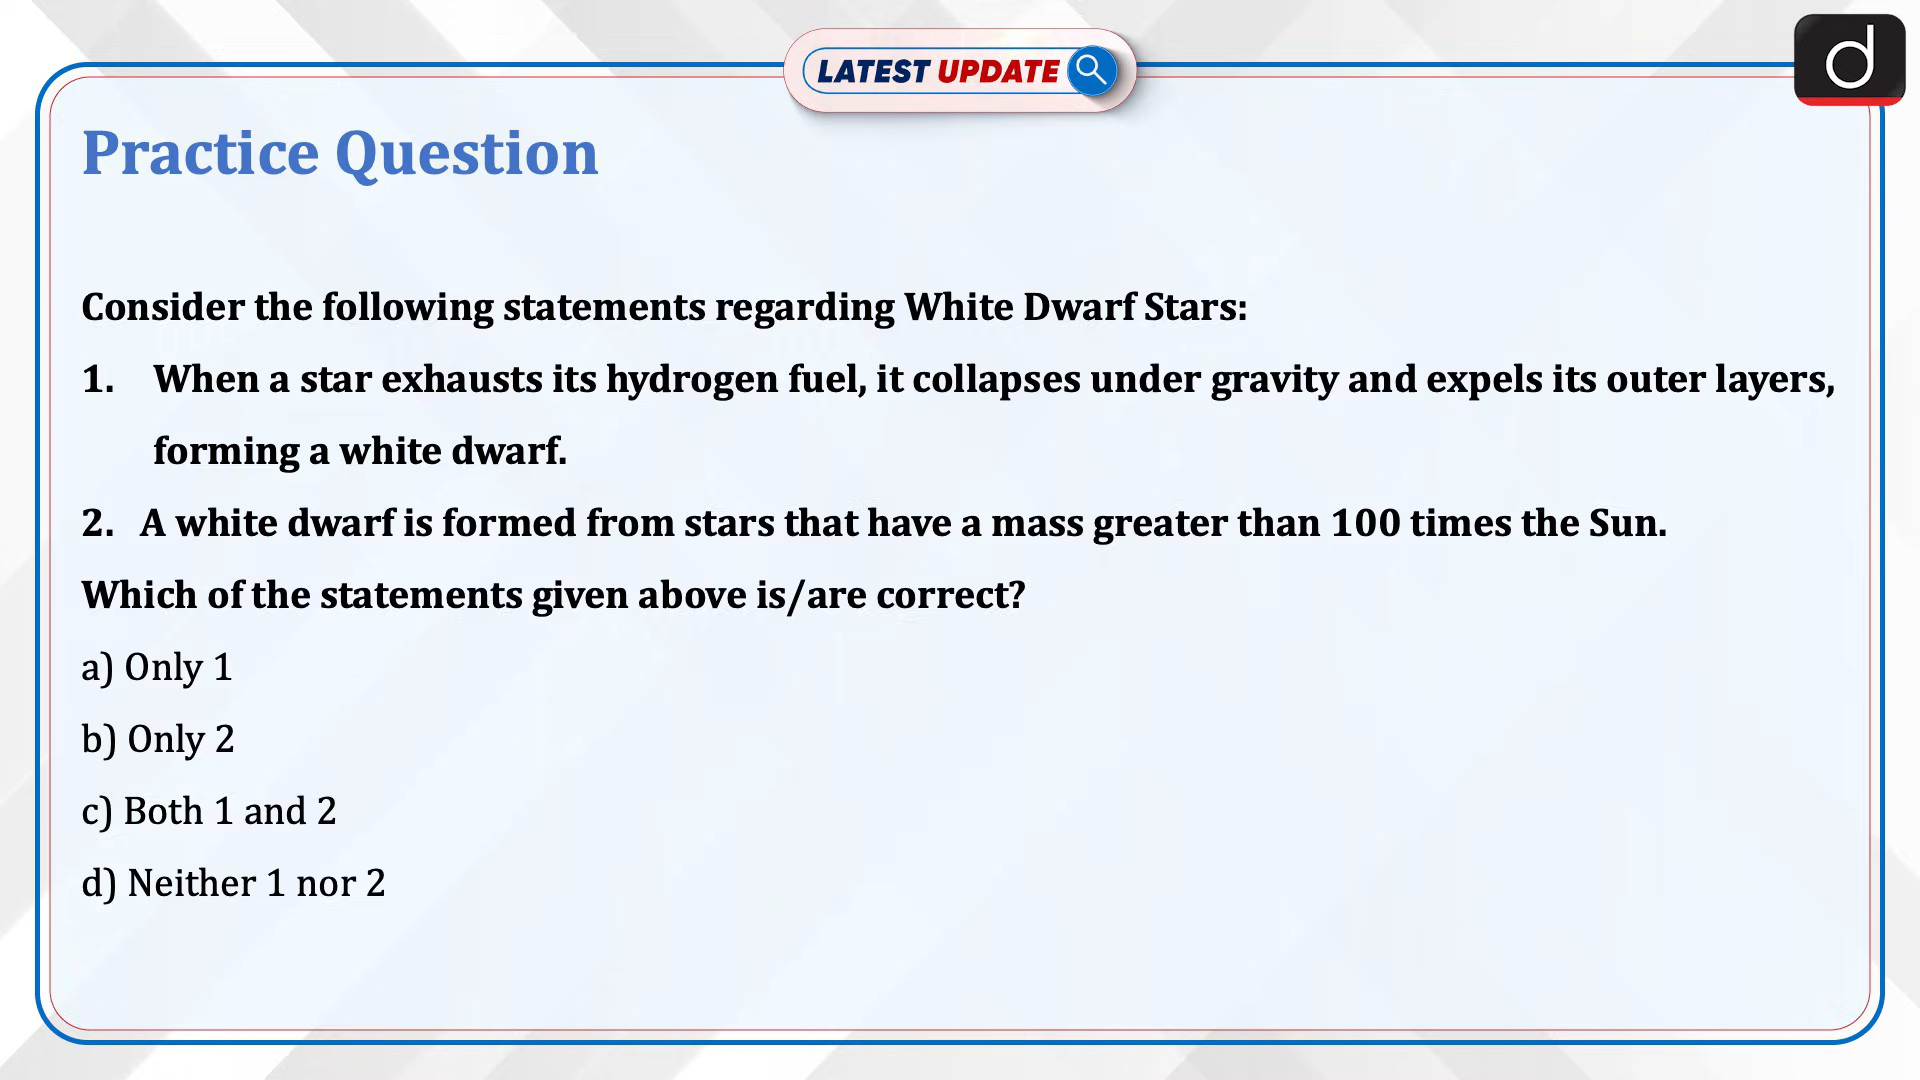 LATEST UPDATE
d
Practice Question
Consider the following statements regarding White Dwarf Stars:
1. When a star exhausts its hydrogen fuel, it collapses under gravity and expels its outer layers,
forming a white dwarf.
2. A white dwarf is formed from stars that have a mass greater than 100 times the Sun.
Which of the statements given above is/are correct?
a) Only 1
b) Only 2
c) Both 1 and 2
d) Neither 1 nor 2